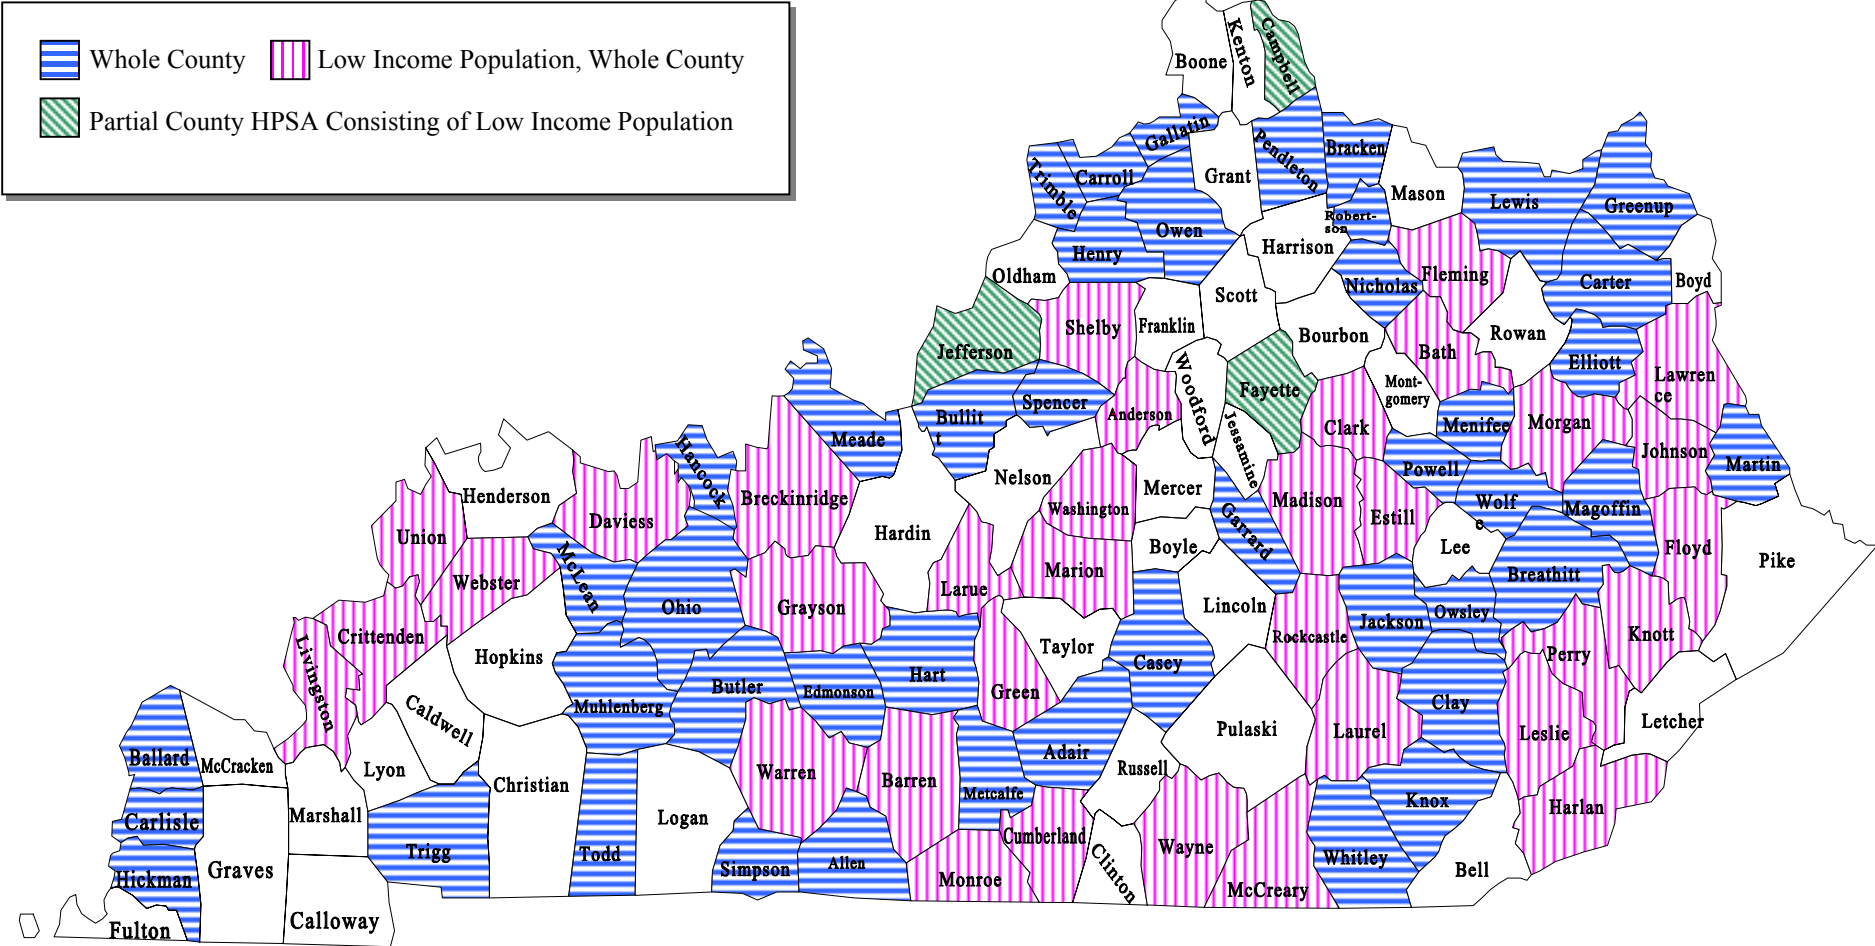 Whole County
Low Income Population, Whole County
Partial County HPSA Consisting of Low Income Population
Boone
Kenton
Campbell
Gallatin
Pendleton
Bracken
Trimble
Carroll
Grant
Mason
Lewis
Greenup
Owen
Robert-
son
Henry
Harrison
Fleming
Oldham
Nicholas
Carter
Boyd
Scott
Shelby
Franklin
Bourbon
Rowan
Jefferson
Bath
Elliott
Woodford
Fayette
Mont-
gomery
Lawren
ce
Spencer
Anderson
Bullit
t
Clark
Menifee
Morgan
Meade
Jessamine
Johnson
Martin
Hancock
Powell
Nelson
Henderson
Breckinridge
Mercer
Madison
Wolf
e
Magoffin
Washington
Estill
Daviess
Union
Hardin
Garrard
Boyle
Lee
Floyd
Pike
McLean
Webster
Marion
Breathitt
Larue
Ohio
Grayson
Lincoln
Owsley
Jackson
Crittenden
Rockcastle
Knott
Taylor
Hopkins
Perry
Livingston
Casey
Hart
Butler
Edmonson
Green
Clay
Muhlenberg
Caldwell
Letcher
Pulaski
Laurel
Leslie
Ballard
McCracken
Adair
Lyon
Warren
Russell
Barren
Christian
Metcalfe
Knox
Harlan
Marshall
Carlisle
Logan
Cumberland
Wayne
Trigg
Todd
Whitley
Allen
Simpson
Graves
Bell
Clinton
Hickman
Monroe
McCreary
Calloway
Fulton